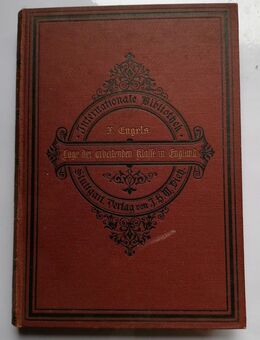 Internationale Bibliothek
F. Engels
Lage der arbeitenden Klasse in England
Stuttgart. Verlag von J. H. W. Dietz